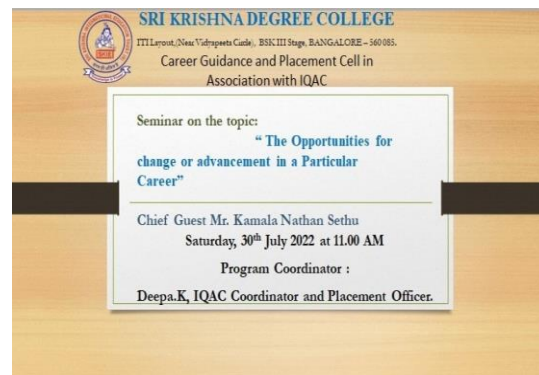 SRI KRISHNA DEGREE COLLEGE
ITI Layout, (Near Vidyapeeta Circle), BSK III Stage, BANGALORE – 560 085.
Career Guidance and Placement Cell in
Association with IQAC
Seminar on the topic:
“ The Opportunities for
change or advancement in a Particular
Career”
Chief Guest Mr. Kamala Nathan Sethu
Saturday, 30th July 2022 at 11.00 AM
Program Coordinator :
Deepa.K, IQAC Coordinator and Placement Officer.